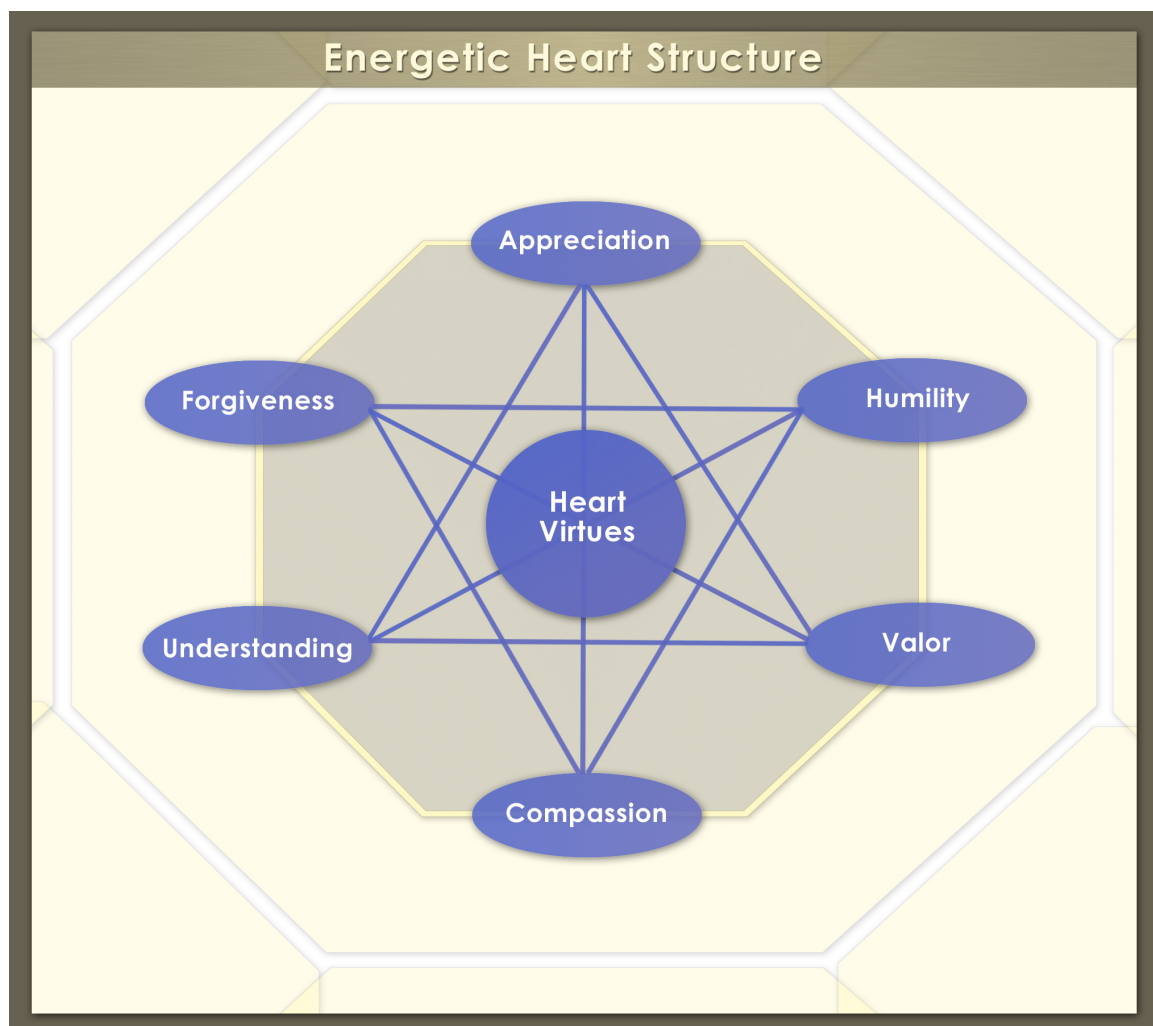 Energetic Heart Structure
Appreciation
Forgiveness
Humility
Heart
Virtues
Understanding
Valor
Compassion